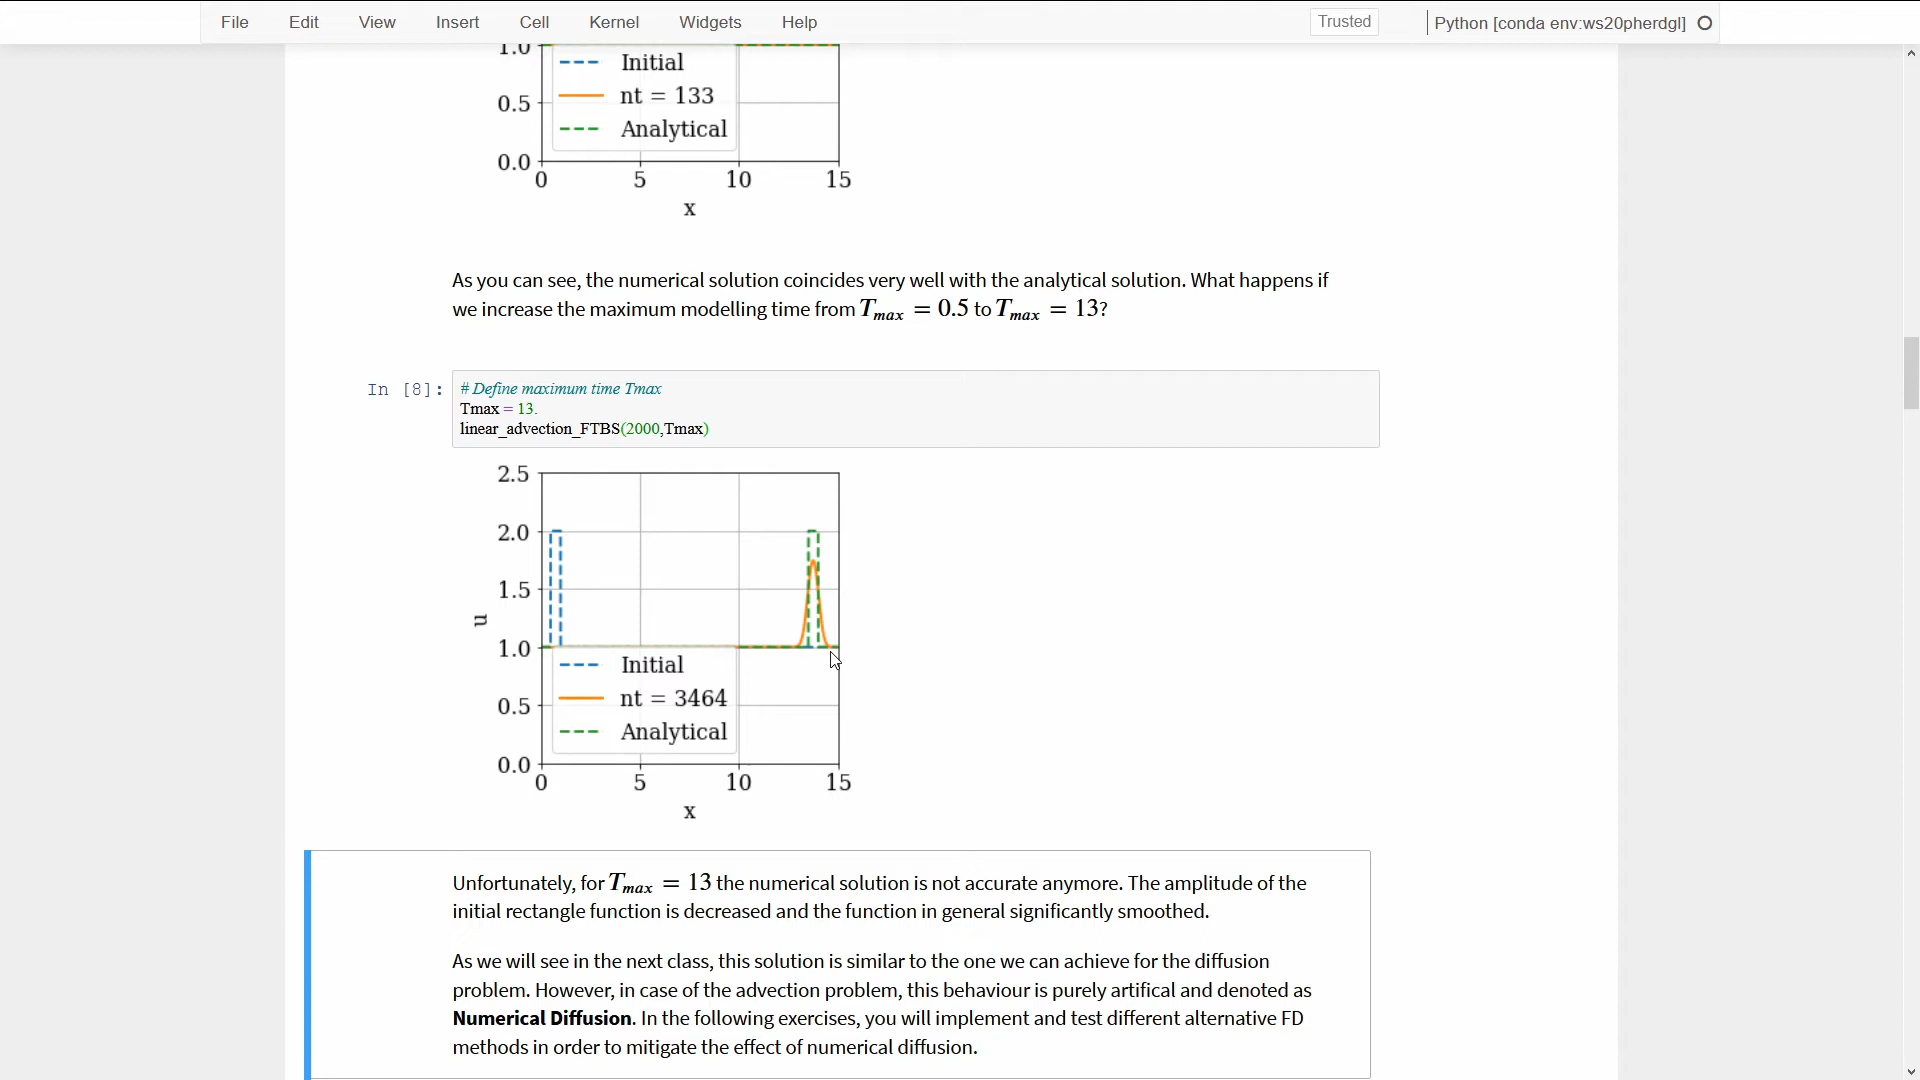 File Edit View Insert Cell Kernel Widgets Help Trusted Python [conda env:ws20pherdgl]
1.0
Initial
nt = 133
0.5
Analytical
0.0
0 5 10 15
x
As you can see, the numerical solution coincides very well with the analytical solution. What happens if
we increase the maximum modelling time from Tmax = 0.5 to Tmax = 13?
In [8]:
# Define maximum time Tmax
Tmax = 13.
linear_advection_FTBS(2000,Tmax)
2.5
2.0
1.5
u
1.0
Initial
nt = 3464
0.5
Analytical
0.0
0 5 10 15
x
Unfortunately, for Tmax = 13 the numerical solution is not accurate anymore. The amplitude of the
initial rectangle function is decreased and the function in general significantly smoothed.
As we will see in the next class, this solution is similar to the one we can achieve for the diffusion
problem. However, in case of the advection problem, this behaviour is purely artifical and denoted as
Numerical Diffusion. In the following exercises, you will implement and test different alternative FD
methods in order to mitigate the effect of numerical diffusion.